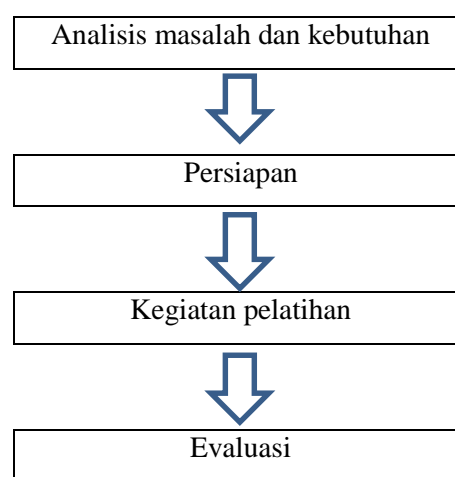 Analisis masalah dan kebutuhan
Persiapan
Kegiatan pelatihan
Evaluasi